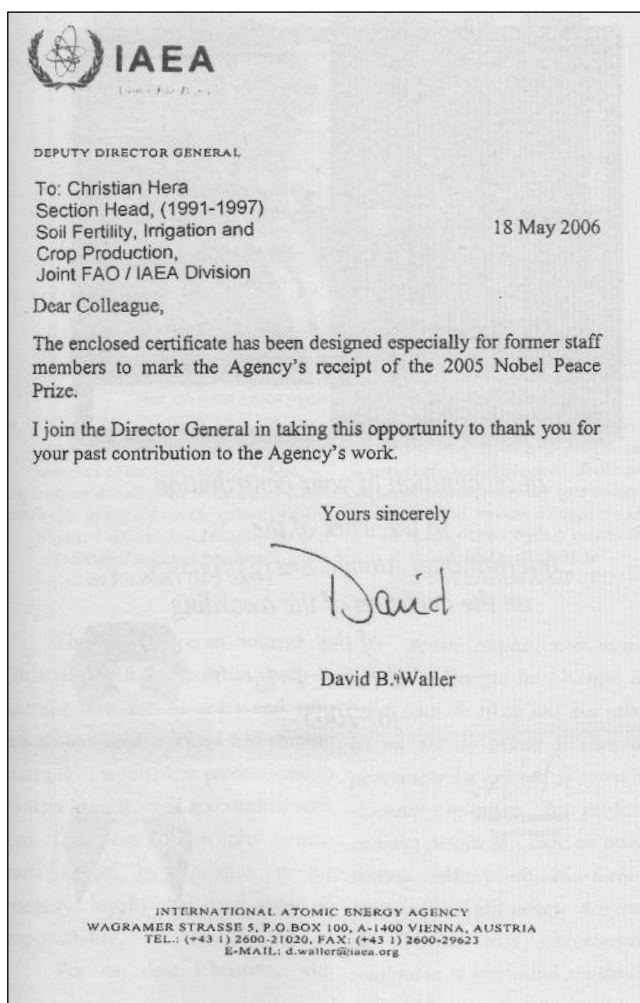 IAEA
DEPUTY DIRECTOR GENERAL
To: Christian Hera
Section Head, (1991-1997)
Soil Fertility, Irrigation and
18 May 2006
Crop Production,
Joint FAO / IAEA Division
Dear Colleague,
The enclosed certificate has been designed especially for former staff
members to mark the Agency's receipt of the 2005 Nobel Peace
Prize.
I join the Director General in taking this opportunity to thank you for
your past contribution to the Agency's work.
Yours sincerely
David
David B. Waller
INTERNATIONAL ATOMIC ENERGY AGENCY
WAGRAMER STRASSE 5, P.O.BOX 100, A-1400 VIENNA, AUSTRIA
TEL.: (+43 1) 2600-21020, FAX: (+43 1) 2600-29623
E-MAIL: d.waller@iaea.org